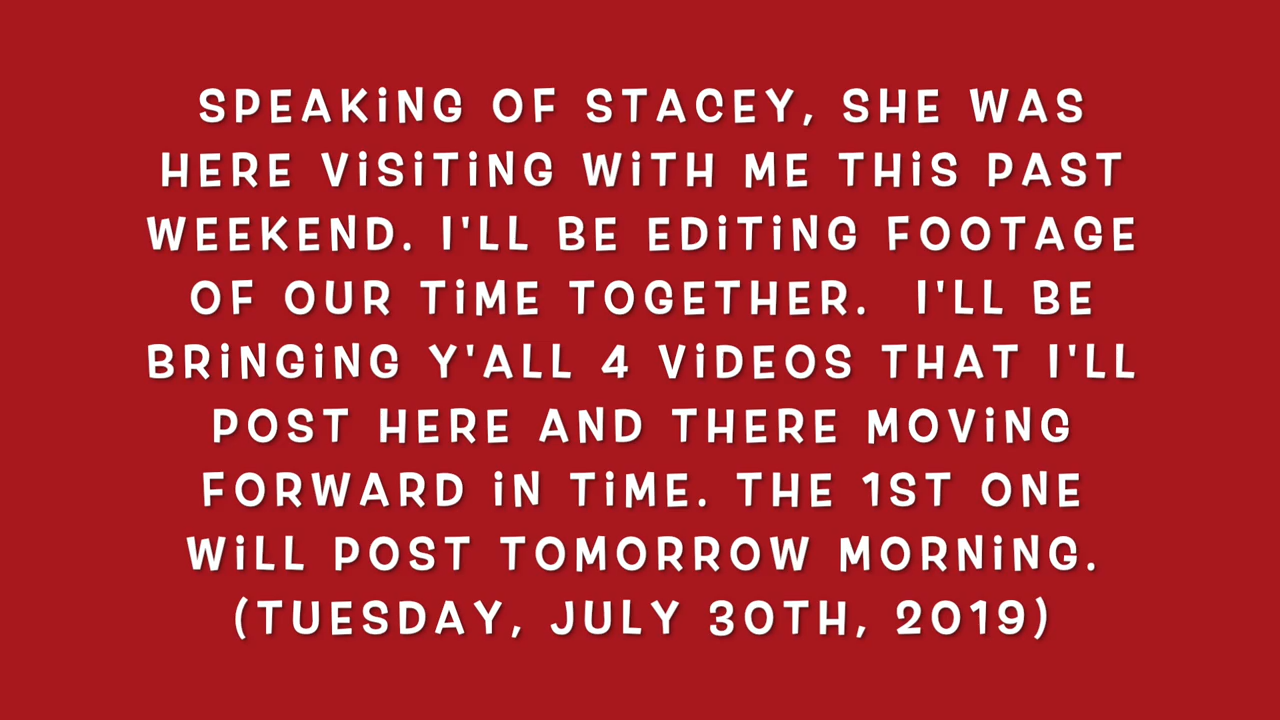 SPEAKiNG OF STACEY, SHE WAS
HERE ViSiTiNG WiTH ME THiS PAST
WEEKEND. I'LL BE EDiTiNG FOOTAGE
OF OUR TiME TOGETHER.  I'LL BE
BRiNGiNG Y'ALL 4 ViDEOS THAT I'LL
POST HERE AND THERE MOViNG
FORWARD iN TiME. THE 1ST ONE
WiLL POST TOMORROW MORNiNG.
(TUESDAY, JULY 30TH, 2019)